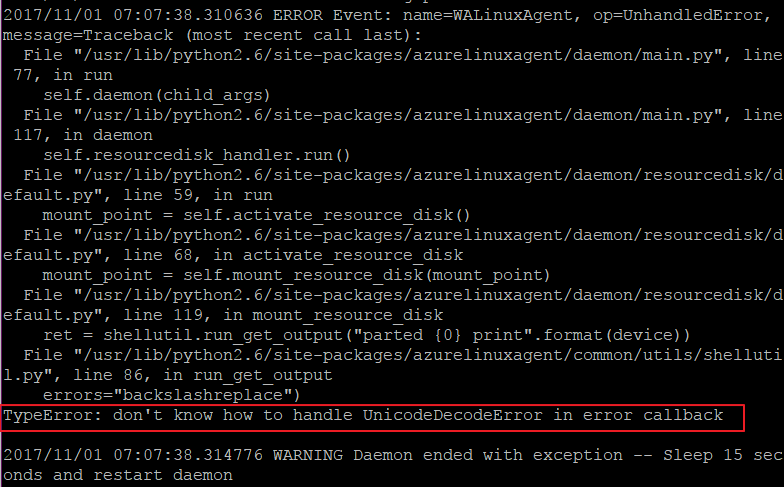 2017/11/01 07:07:38.310636 ERROR Event: name=WALinuxAgent, op=UnhandledError,
message=Traceback (most recent call last):
  File "/usr/lib/python2.6/site-packages/azurelinuxagent/daemon/main.py", line
 77, in run
    self.daemon(child_args)
  File "/usr/lib/python2.6/site-packages/azurelinuxagent/daemon/main.py", line
 117, in daemon
    self.resourcedisk_handler.run()
  File "/usr/lib/python2.6/site-packages/azurelinuxagent/daemon/resourcedisk/d
efault.py", line 59, in run
    mount_point = self.activate_resource_disk()
  File "/usr/lib/python2.6/site-packages/azurelinuxagent/daemon/resourcedisk/d
efault.py", line 68, in activate_resource_disk
    mount_point = self.mount_resource_disk(mount_point)
  File "/usr/lib/python2.6/site-packages/azurelinuxagent/daemon/resourcedisk/d
efault.py", line 119, in mount_resource_disk
    ret = shellutil.run_get_output("parted {0} print".format(device))
  File "/usr/lib/python2.6/site-packages/azurelinuxagent/common/utils/shelluti
l.py", line 86, in run_get_output
    errors="backslashreplace")
TypeError: don't know how to handle UnicodeDecodeError in error callback
2017/11/01 07:07:38.314776 WARNING Daemon ended with exception -- Sleep 15 sec
onds and restart daemon